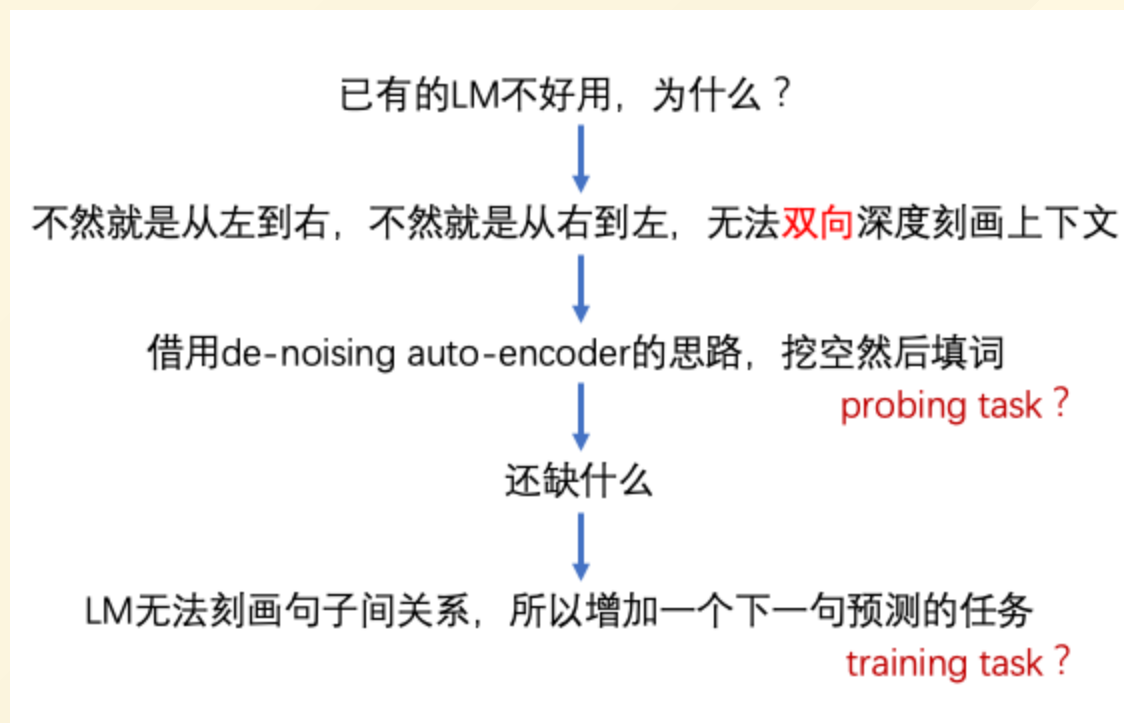 已有的LM不好用，为什么？
不然就是从左到右，不然就是从右到左，无法双向深度刻画上下文
借用de-noising auto-encoder的思路，挖空然后填词
probing task？
还缺什么
LM无法刻画句子间关系，所以增加一个下一句预测的任务
training task？